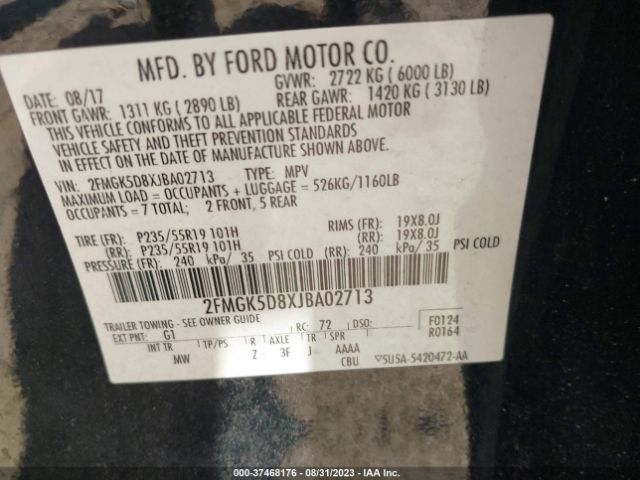 MFD. BY FORD MOTOR CO.
DATE: 08/17 GVWR: 2722 KG ( 6000 LB)
FRONT GAWR: 1311 KG ( 2890 LB) REAR GAWR: 1420 KG ( 3130 LB)
THIS VEHICLE CONFORMS TO ALL APPLICABLE FEDERAL MOTOR
VEHICLE SAFETY AND THEFT PREVENTION STANDARDS
IN EFFECT ON THE DATE OF MANUFACTURE SHOWN ABOVE.
VIN: 2FMGK5D8XJBA02713 TYPE: MPV
MAXIMUM LOAD = OCCUPANTS + LUGGAGE = 526KG/1160LB
OCCUPANTS = 7 TOTAL; 2 FRONT, 5 REAR
TIRE (FR): P235/55R19 101H RIMS (FR): 19X8.0J
(RR): P235/55R19 101H (RR): 19X8.0J
PRESSURE (FR): 240 kPa/ 35 PSI COLD (RR): 240 kPa/ 35 PSI COLD
2FMGK5D8XJBA02713
TRAILER TOWING - SEE OWNER GUIDE
EXT PNT: G1 RC: 72 DSO: F0124
R0164
INT TR TP/PS R AXLE TR SPR
MW Z 3F J AAAA
CBU
5U5A-5420472-AA
000-37468176 - 08/31/2023 - IAA Inc.